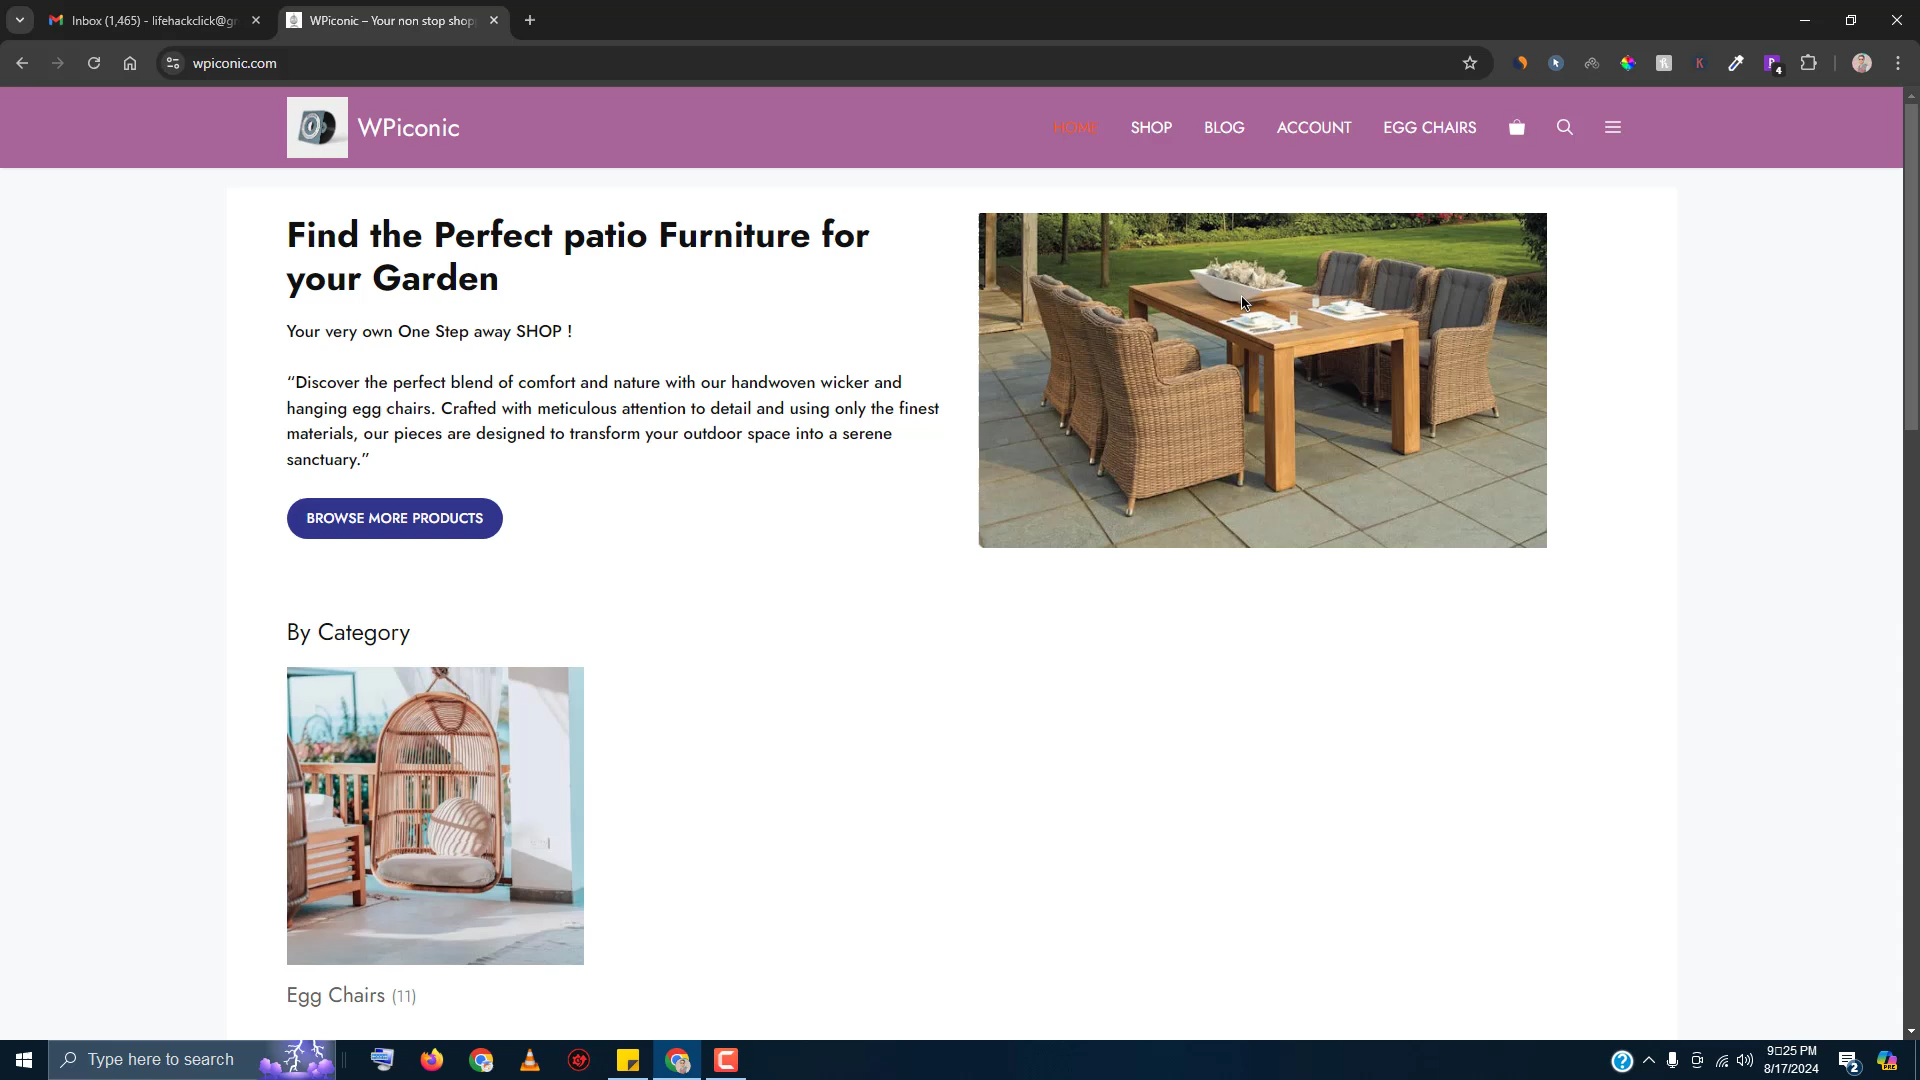 Inbox (1,465) - lifehackclick@g
WPiconic – Your non stop shop
wpiconic.com
4
WPiconic
HOME
SHOP
BLOG
ACCOUNT
EGG CHAIRS
Find the Perfect patio Furniture for
your Garden
Your very own One Step away SHOP !
“Discover the perfect blend of comfort and nature with our handwoven wicker and
hanging egg chairs. Crafted with meticulous attention to detail and using only the finest
materials, our pieces are designed to transform your outdoor space into a serene
sanctuary.”
BROWSE MORE PRODUCTS
By Category
Egg Chairs (11)
Type here to search
9□25 PM
8/17/2024
2